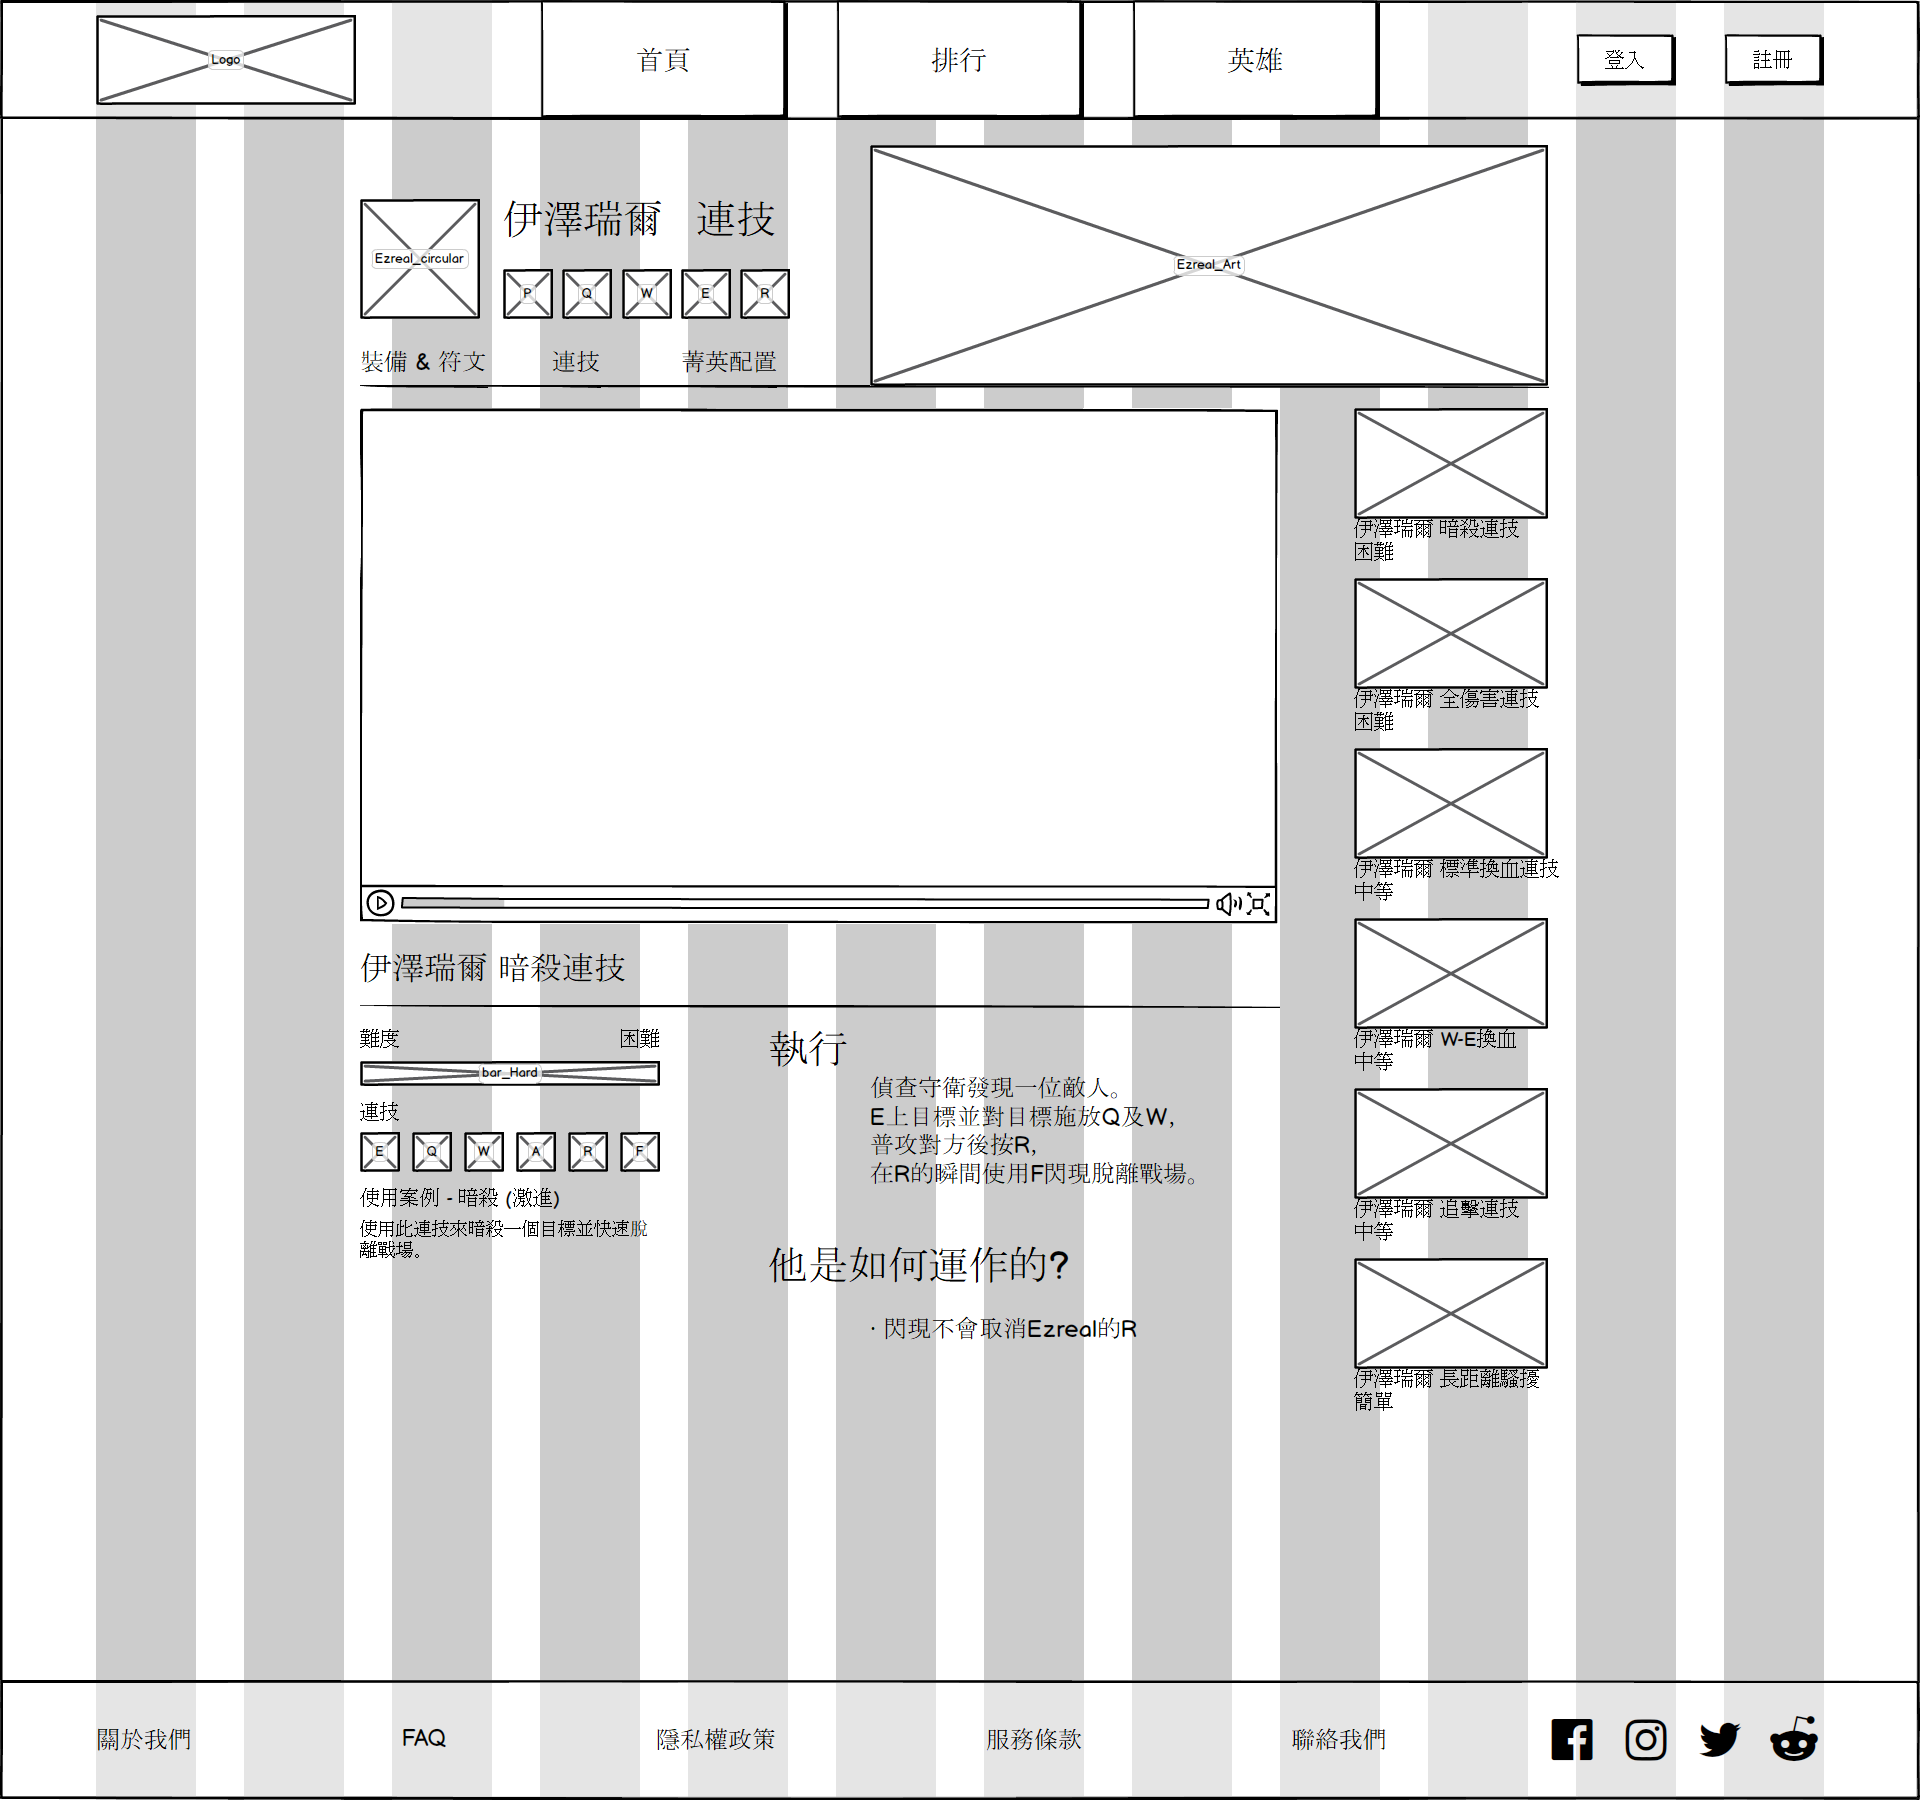 Logo
首頁
排行
英雄
登入
註冊
Ezreal_circular
伊澤瑞爾 連技
P
Q
W
E
R
Ezreal_Art
裝備 & 符文
連技
菁英配置
伊澤瑞爾 暗殺連技
困難
伊澤瑞爾 全傷害連技
困難
伊澤瑞爾 標準換血連技
中等
伊澤瑞爾 W-E換血
中等
伊澤瑞爾 追擊連技
中等
伊澤瑞爾 長距離騷擾
簡單
伊澤瑞爾 暗殺連技
難度
困難
bar_Hard
連技
E
Q
W
A
R
F
使用案例 - 暗殺 (激進)
使用此連技來暗殺一個目標並快速脫
離戰場。
執行
偵查守衛發現一位敵人。
E上目標並對目標施放Q及W,
普攻對方後按R,
在R的瞬間使用F閃現脫離戰場。
他是如何運作的?
· 閃現不會取消Ezreal的R
關於我們
FAQ
隱私權政策
服務條款
聯絡我們